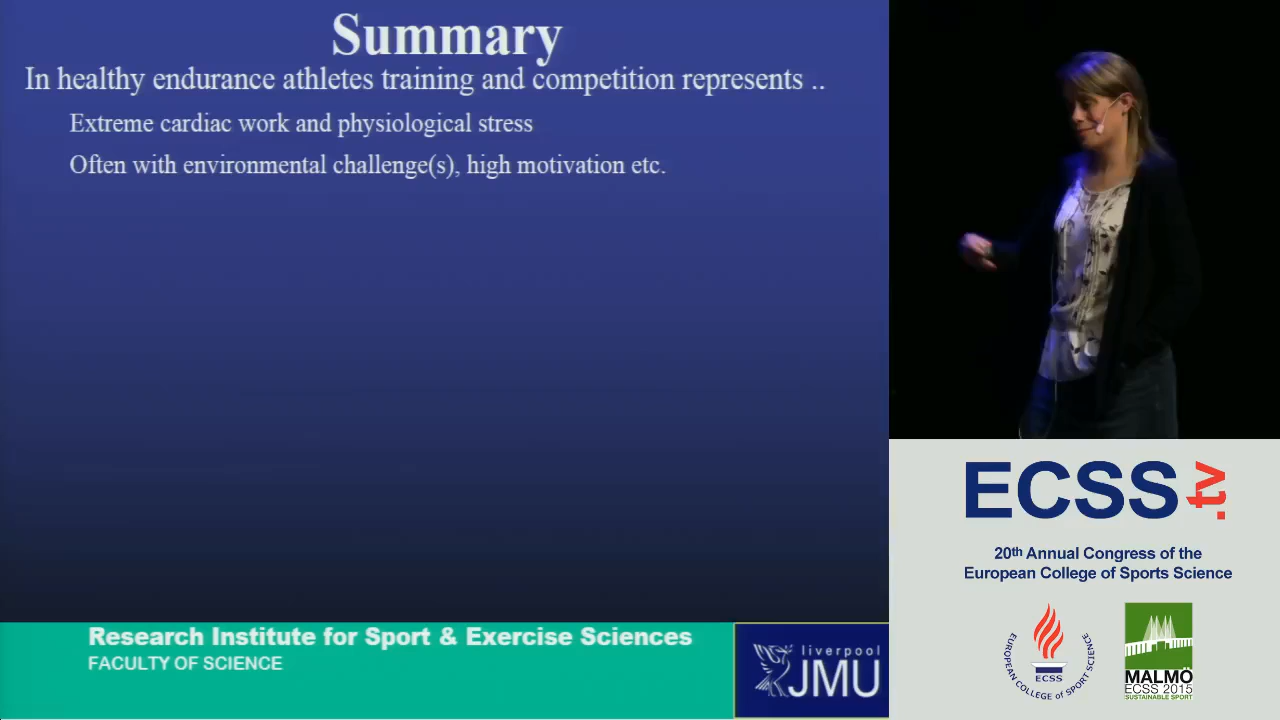 Summary
In healthy endurance athletes training and competition represents ..
Extreme cardiac work and physiological stress
Often with environmental challenge(s), high motivation etc.
Research Institute for Sport & Exercise Sciences
FACULTY OF SCIENCE
liverpool
JMU
ECSS.tv
20th Annual Congress of the
European College of Sports Science
EUROPEAN COLLEGE of SPORT SCIENCE
ECSS
MALMÖ
ECSS 2015
SUSTAINABLE SPORT